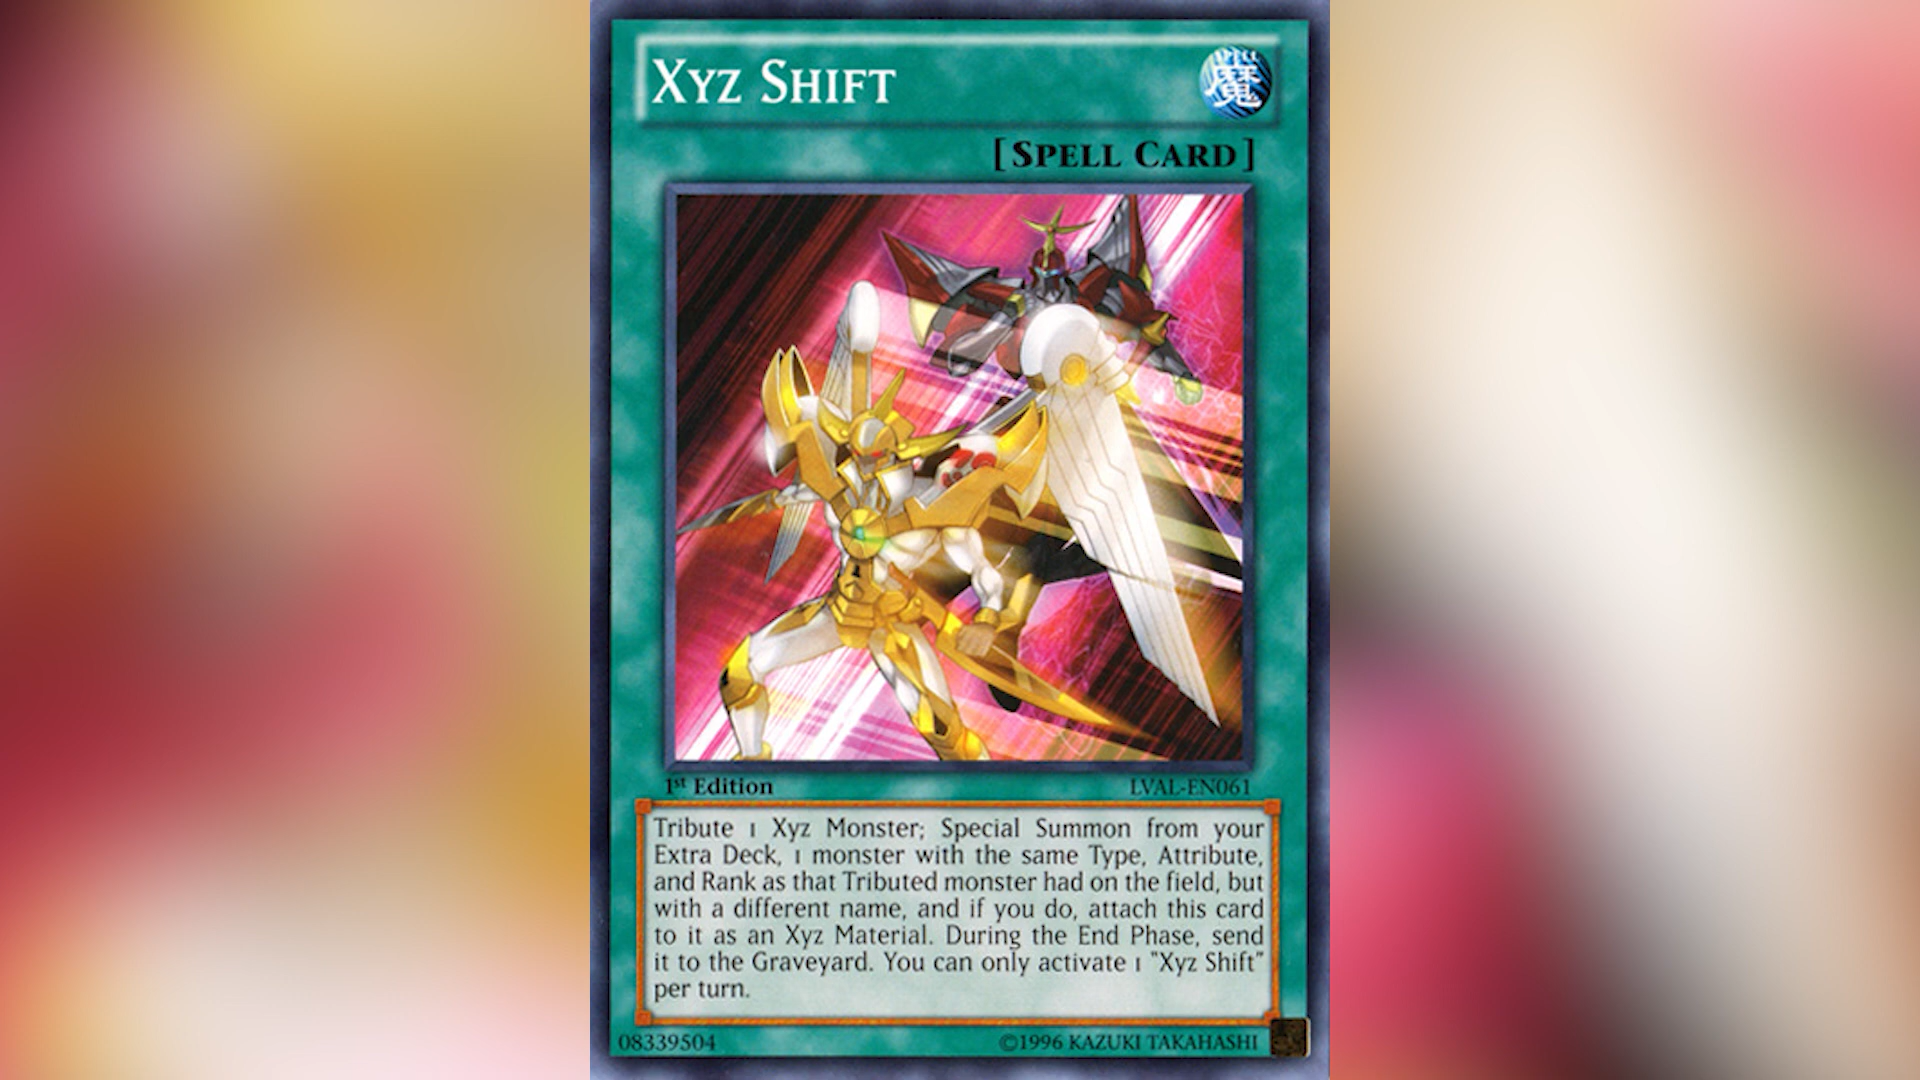 XYZ SHIFT
魔
[SPELL CARD]
1st Edition
LVAL-EN061
Tribute 1 Xyz Monster; Special Summon from your
Extra Deck, 1 monster with the same Type, Attribute,
and Rank as that Tributed monster had on the field, but
with a different name, and if you do, attach this card
to it as an Xyz Material. During the End Phase, send
it to the Graveyard. You can only activate 1 "Xyz Shift"
per turn.
08339504
©1996 KAZUKI TAKAHASHI